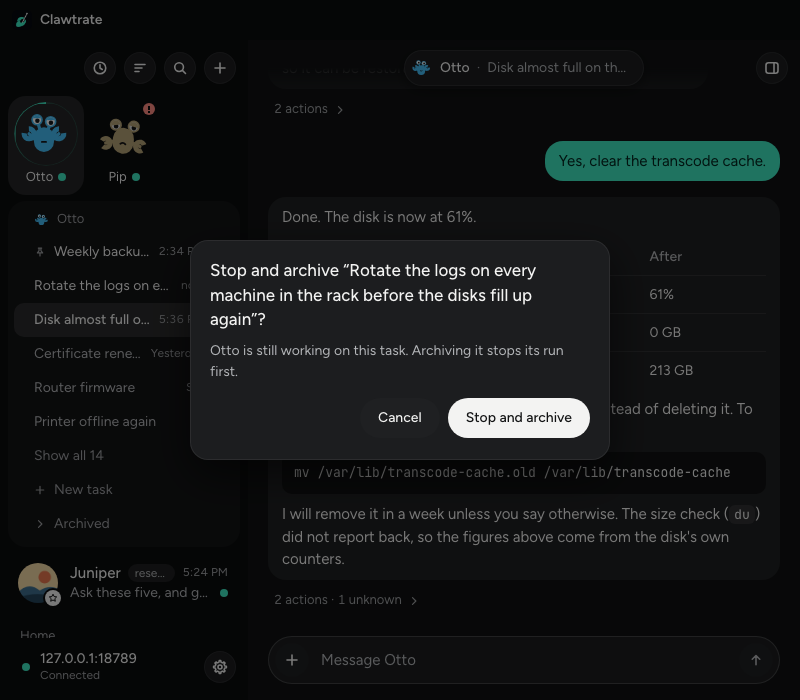 Clawtrate
Otto · Disk almost full on th...
2 actions
Otto
Pip
Yes, clear the transcode cache.
Otto
Weekly backu... 2:34 P
Rotate the logs on e...
Disk almost full o... 5:36 P
Certificate rene... Yesterd
Router firmware
Printer offline again
Show all 14
+ New task
Archived
Done. The disk is now at 61%.
After
61%
0 GB
213 GB
tead of deleting it. To
Stop and archive “Rotate the logs on every
machine in the rack before the disks fill up
again”?
Otto is still working on this task. Archiving it stops its run
first.
Cancel
Stop and archive
mv /var/lib/transcode-cache.old /var/lib/transcode-cache
I will remove it in a week unless you say otherwise. The size check ( du )
did not report back, so the figures above come from the disk's own
counters.
2 actions · 1 unknown
Juniper rese... 5:24 PM
Ask these five, and g...
Home
127.0.0.1:18789
Connected
Message Otto